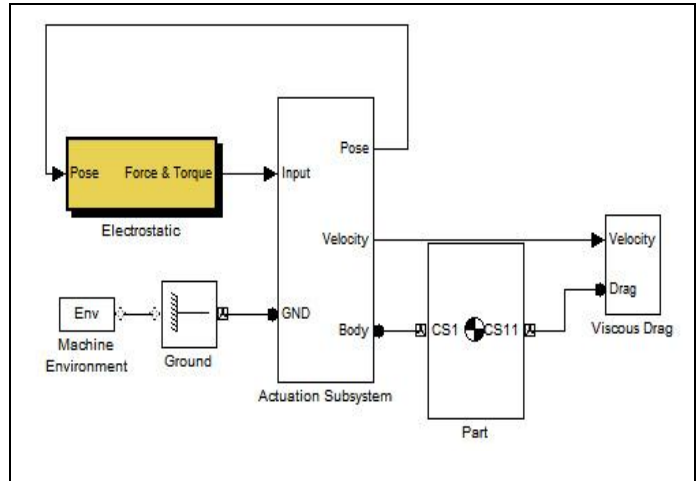 Pose
Pose Force & Torque
Input
Electrostatic
Velocity
Velocity
Env
GND
Drag
Machine
Environment
Ground
Body
CS1 CS11
Viscous Drag
Actuation Subsystem
Part